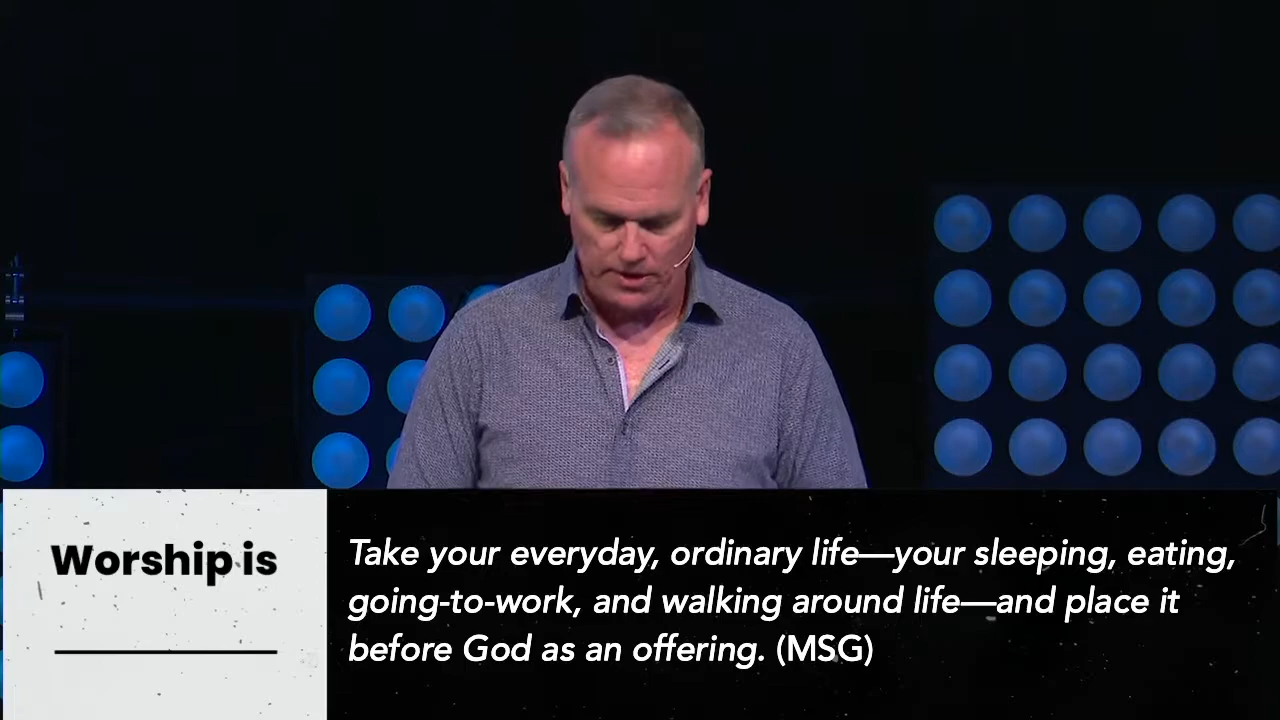 Worship is
Take your everyday, ordinary life—your sleeping, eating,
going-to-work, and walking around life—and place it
before God as an offering. (MSG)